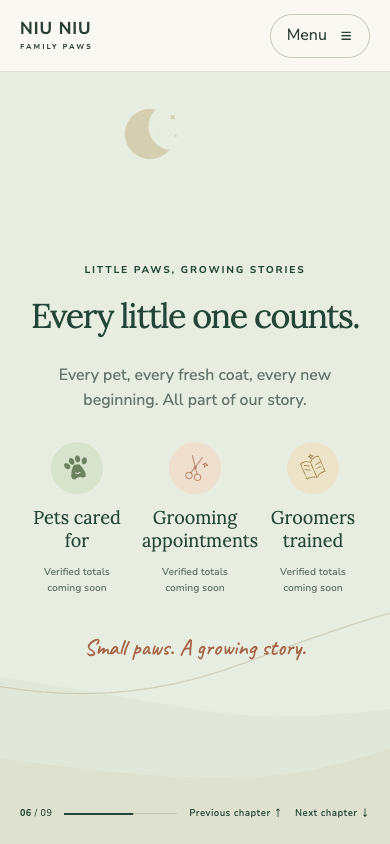 NIU NIU
FAMILY PAWS
Menu
LITTLE PAWS, GROWING STORIES
Every little one counts.
Every pet, every fresh coat, every new
beginning. All part of our story.
Pets cared
for
Verified totals
coming soon
Grooming
appointments
Verified totals
coming soon
Groomers
trained
Verified totals
coming soon
Small paws. A growing story.
06 / 09
Previous chapter ↑
Next chapter ↓